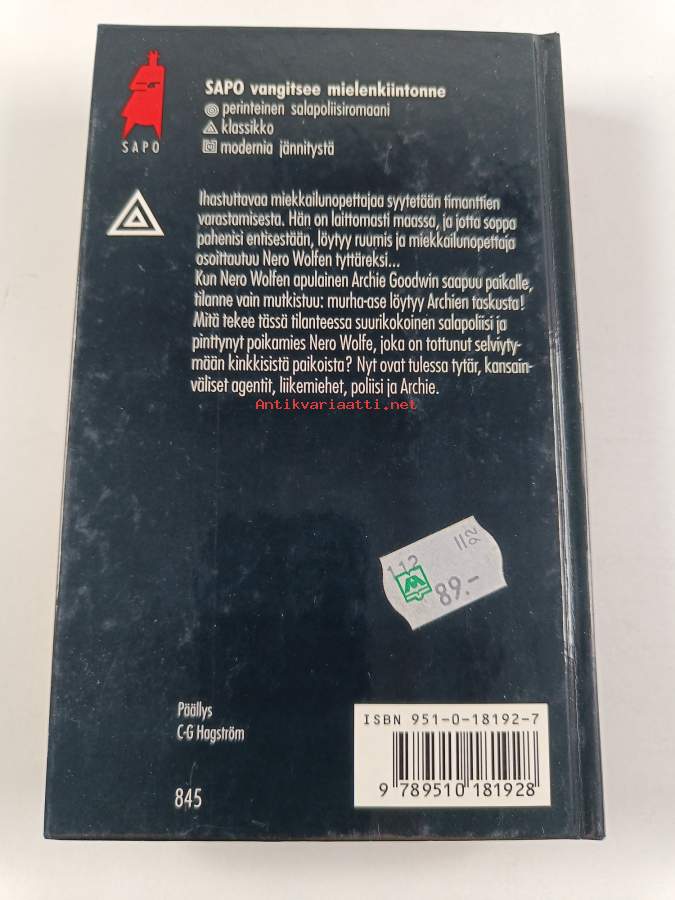 SAPO vangitsee mielenkiintonne
perinteinen salapoliisiromaani
klassikko
modernia jännitystä
SAPO
Ihastuttavaa miekkailunopettajaa syytetään timanttien
varastamisesta. Hän on laittomasti maassa, ja jotta soppa
pahenisi entisestään, löytyy ruumis ja miekkailunopettaja
osoittautuu Nero Wolfen tyttäreksi...
Kun Nero Wolfen apulainen Archie Goodwin saapuu paikalle,
tilanne vain mutkistuu: murha-ase löytyy Archien taskusta!
Mitä tekee tässä tilanteessa suurikokoinen salapoliisi ja
pinttynyt poikamies Nero Wolfe, joka on tottunut selviyty-
mään kinkkisistä paikoista? Nyt ovat tulessa tytär, kansain-
väliset agentit, liikemiehet, poliisi ja Archie.
Antikvariaatti.net
112
112
89.-
Päällys
C-G Hagström
845
ISBN 951-0-18192-7
9 789510 181928